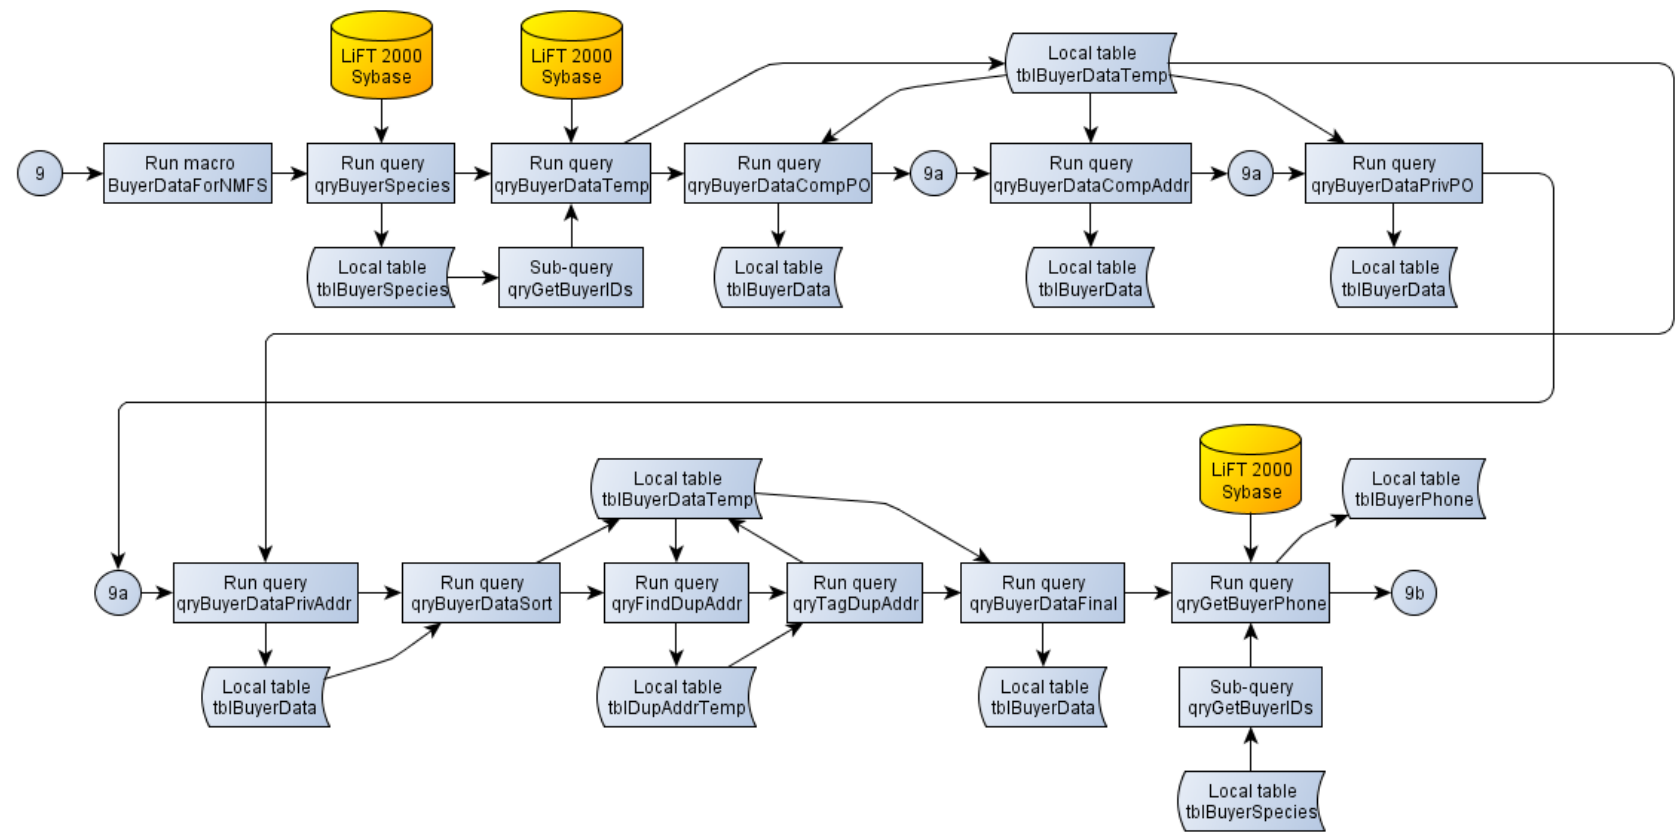 LiFT 2000
Sybase
LiFT 2000
Sybase
Local table
tblBuyerDataTemp
9
Run macro
BuyerDataForNMFS
Run query
qryBuyerSpecies
Run query
qryBuyerDataTemp
Run query
qryBuyerDataCompPO
9a
Run query
qryBuyerDataCompAddr
9a
Run query
qryBuyerDataPrivPO
Local table
tblBuyerSpecies
Sub-query
qryGetBuyerIDs
Local table
tblBuyerData
Local table
tblBuyerData
Local table
tblBuyerData
Local table
tblBuyerDataTemp
LiFT 2000
Sybase
Local table
tblBuyerPhone
9a
Run query
qryBuyerDataPrivAddr
Run query
qryBuyerDataSort
Run query
qryFindDupAddr
Run query
qryTagDupAddr
Run query
qryBuyerDataFinal
Run query
qryGetBuyerPhone
9b
Local table
tblBuyerData
Local table
tblDupAddrTemp
Local table
tblBuyerData
Sub-query
qryGetBuyerIDs
Local table
tblBuyerSpecies